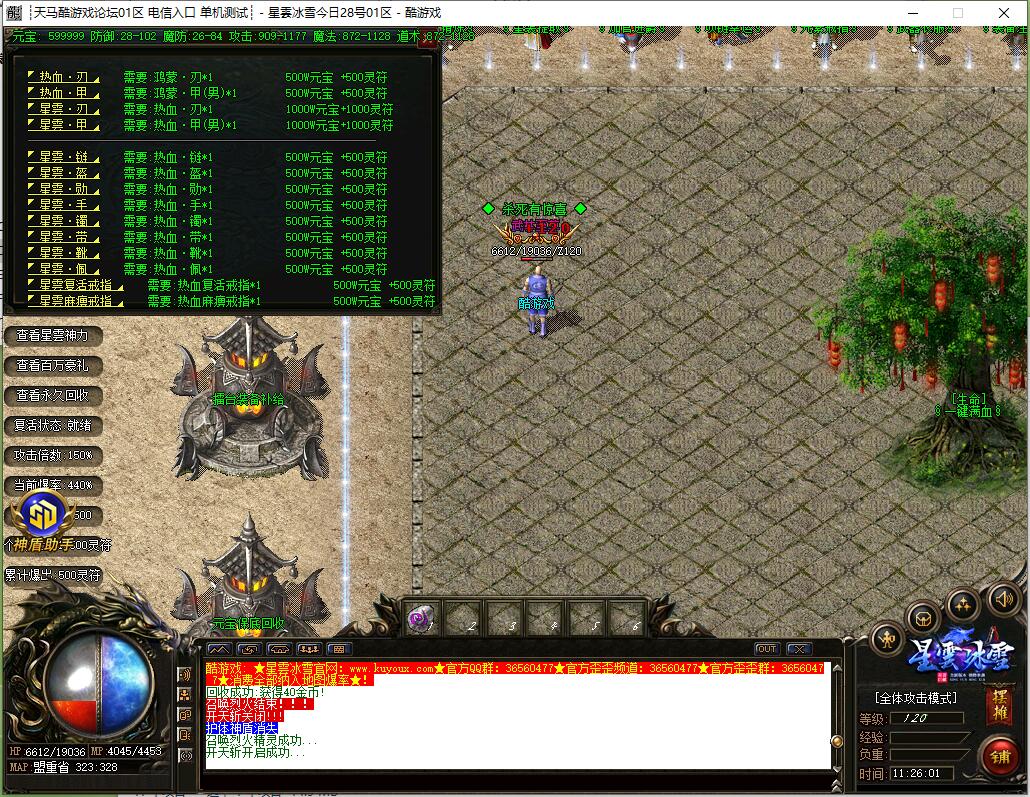 天马酷游戏论坛01区 电信入口 单机测试 - 星雲冰雪今日28号01区 - 酷游戏
元宝: 599999 防御:28-102 魔防:26-84 攻击:909-1177 魔法:872-1128 道术
热血·刃 需要:鸿蒙·刃*1 500W元宝 +500灵符
热血·甲 需要:鸿蒙·甲(男)*1 500W元宝 +500灵符
星雲·刃 需要:热血·刃*1 1000W元宝+1000灵符
星雲·甲 需要:热血·甲(男)*1 1000W元宝+1000灵符
星雲·链 需要:热血·链*1 500W元宝 +500灵符
星雲·盔 需要:热血·盔*1 500W元宝 +500灵符
星雲·勋 需要:热血·勋*1 500W元宝 +500灵符
星雲·手 需要:热血·手*1 500W元宝 +500灵符
星雲·镯 需要:热血·镯*1 500W元宝 +500灵符
星雲·带 需要:热血·带*1 500W元宝 +500灵符
星雲·靴 需要:热血·靴*1 500W元宝 +500灵符
星雲·佩 需要:热血·佩*1 500W元宝 +500灵符
星雲复活戒指 需要:热血复活戒指*1 500W元宝 +500灵符
星雲麻痹戒指 需要:热血麻痹戒指*1 500W元宝 +500灵符
杀死有惊喜
6612/19036/Z120
酷游戏
查看星雲神力
查看百万豪礼
查看永久回收
复活状态:就绪
攻击倍数:150%
当前爆率:440%
500
神盾助手
00灵符
累计爆出:500灵符
擂台装备补给
元宝保底回收
[生命]
§一键满血§
1 2 3 4 5 6
OUT
酷游戏: ★星雲冰雪官网: www.kuyoux.com★官方QQ群: 36560477★官方歪歪频道: 36560477★官方歪歪群: 3656047
7★消费全部纳入地图爆率★!
回收成功:获得40金币!
召唤烈火结束!!!!
开天斩关闭!!!
护体神盾消失
召唤烈火精灵成功...
开天斩开启成功...
HP 6612/19036 MP 4045/4453
MAP:盟重省 323:328
星雲冰雪
[全体攻击模式]
等级: 120
经验:
负重:
时间: 11:26:01
摆摊
铺